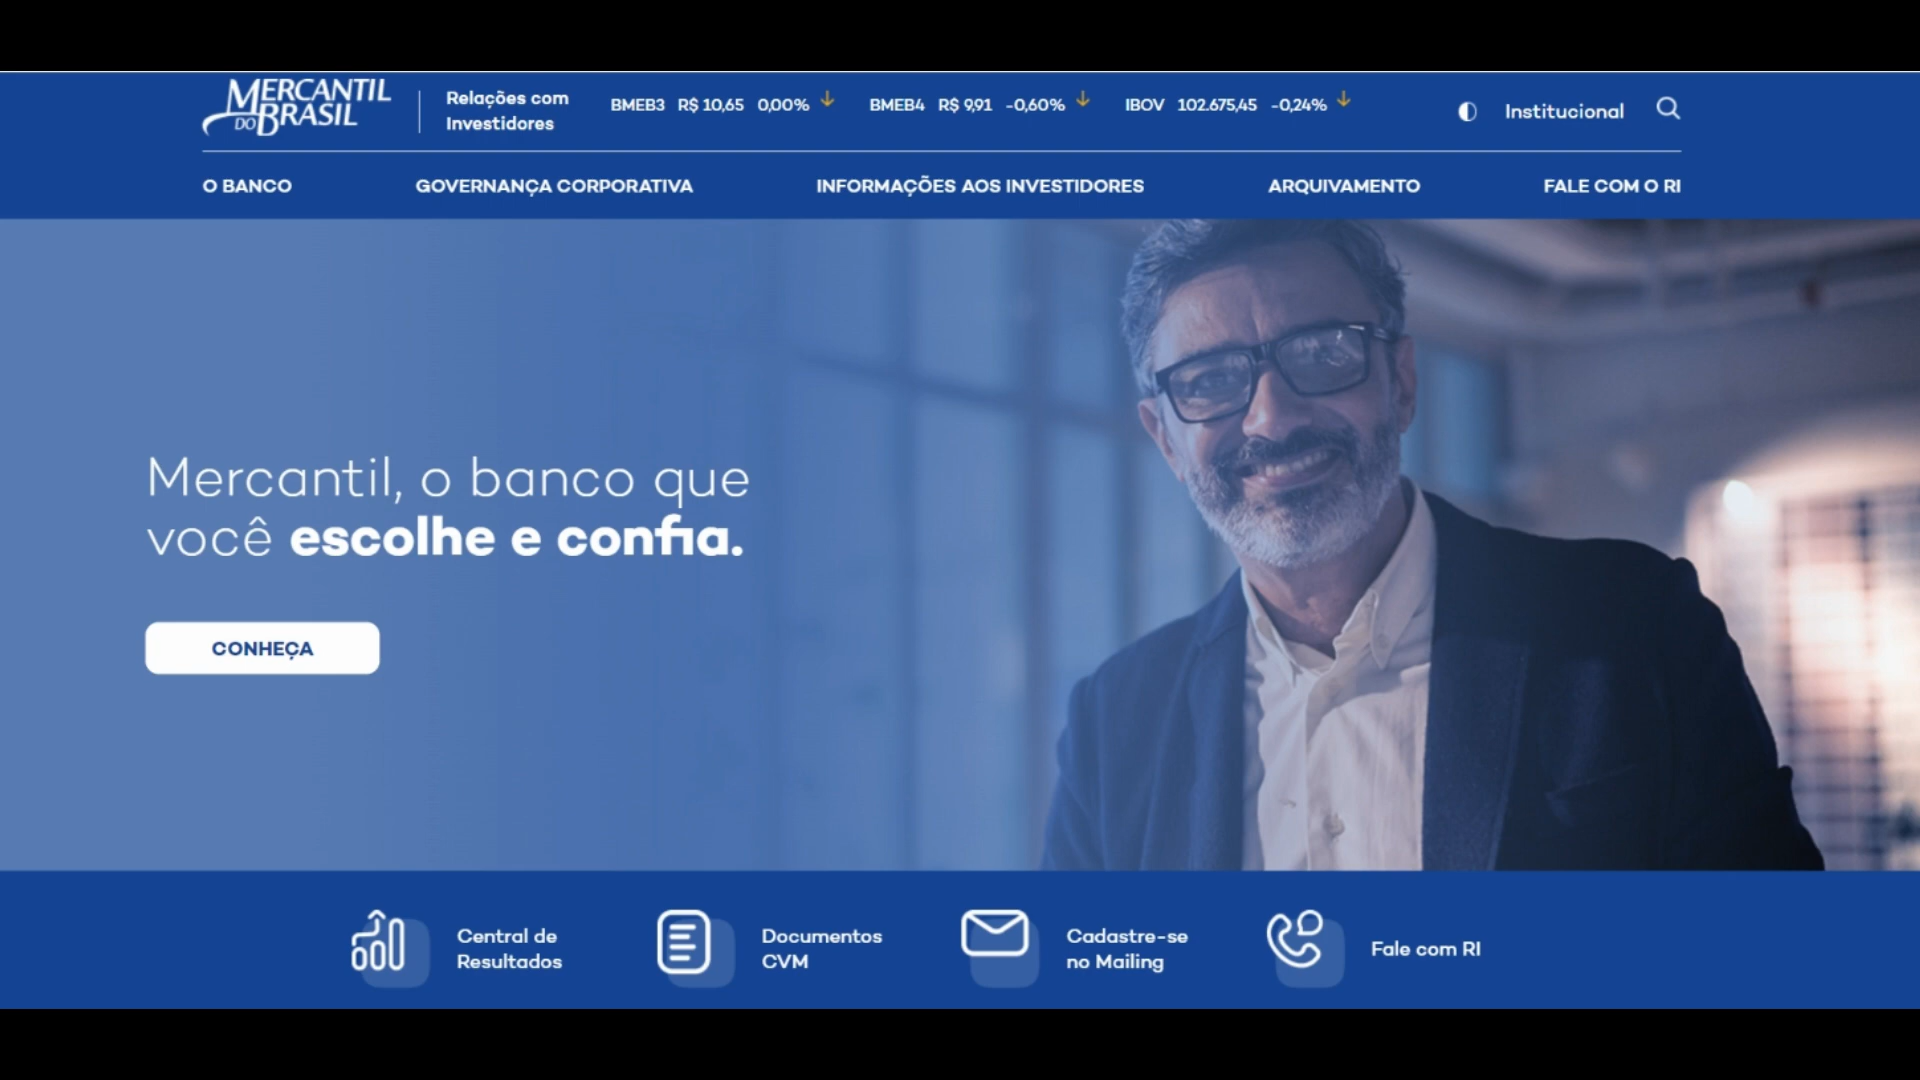 MERCANTIL
DO BRASIL
Relações com
Investidores
BMEB3 R$ 10,65 0,00%
BMEB4 R$ 9,91 -0,60%
IBOV 102.675,45 -0,24%
Institucional
O BANCO
GOVERNANÇA CORPORATIVA
INFORMAÇÕES AOS INVESTIDORES
ARQUIVAMENTO
FALE COM O RI
Mercantil, o banco que
você escolhe e confia.
CONHEÇA
Central de
Resultados
Documentos
CVM
Cadastre-se
no Mailing
Fale com RI